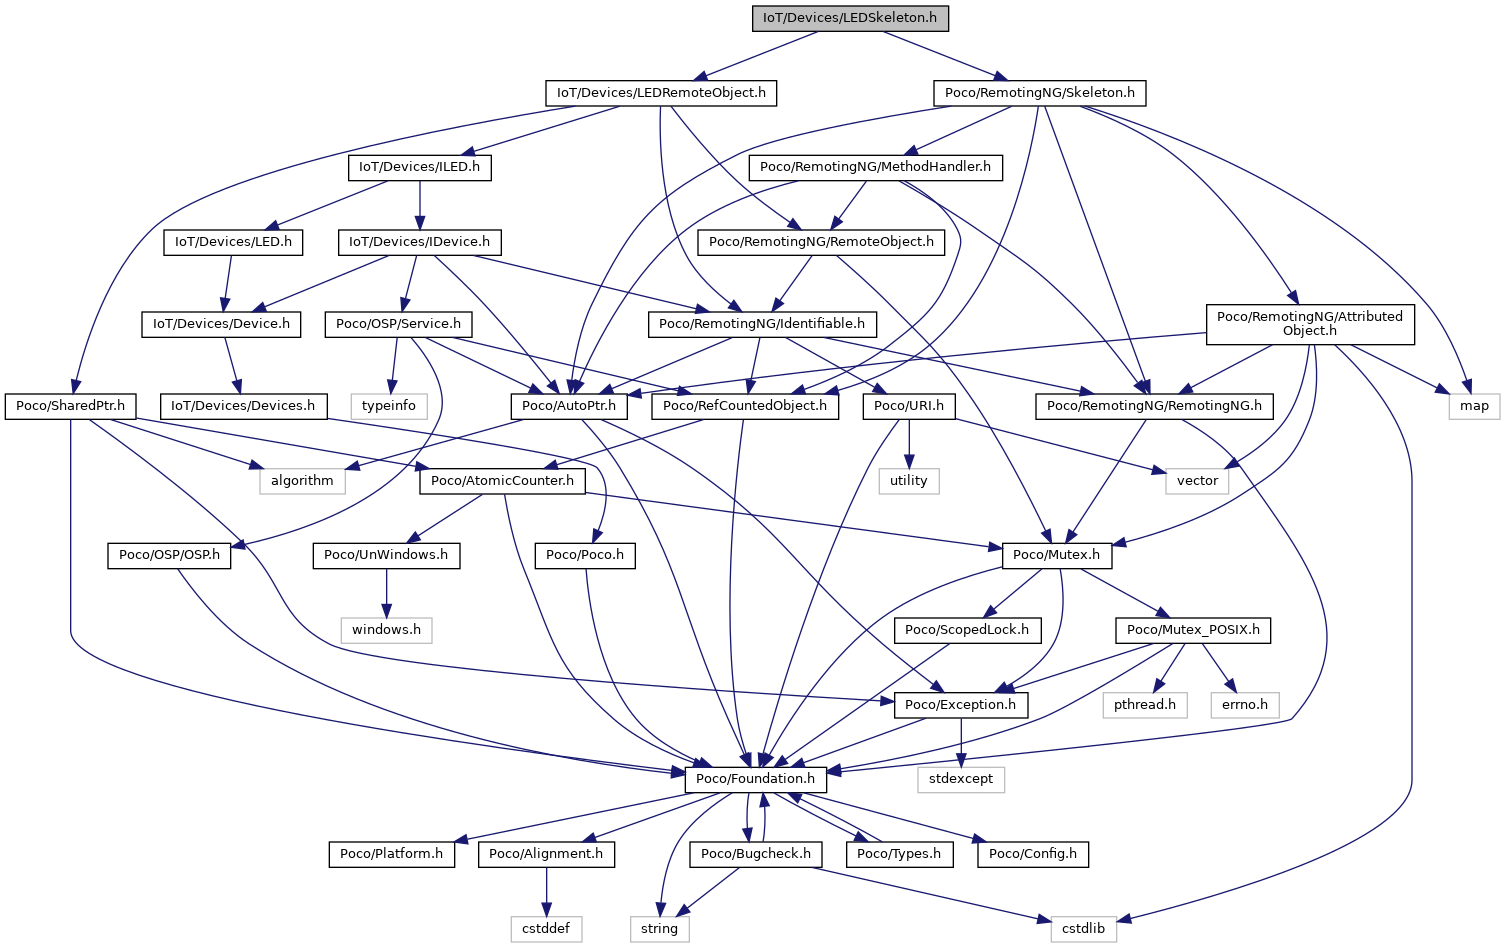 IoT/Devices/LEDSkeleton.h
IoT/Devices/LEDRemoteObject.h
Poco/RemotingNG/Skeleton.h
IoT/Devices/ILED.h
Poco/RemotingNG/MethodHandler.h
IoT/Devices/LED.h
IoT/Devices/IDevice.h
Poco/RemotingNG/RemoteObject.h
IoT/Devices/Device.h
Poco/OSP/Service.h
Poco/RemotingNG/Identifiable.h
Poco/RemotingNG/Attributed
Object.h
Poco/SharedPtr.h
IoT/Devices/Devices.h
typeinfo
Poco/AutoPtr.h
Poco/RefCountedObject.h
Poco/URI.h
Poco/RemotingNG/RemotingNG.h
map
algorithm
Poco/AtomicCounter.h
utility
vector
Poco/OSP/OSP.h
Poco/UnWindows.h
Poco/Poco.h
Poco/Mutex.h
windows.h
Poco/ScopedLock.h
Poco/Mutex_POSIX.h
Poco/Exception.h
pthread.h
errno.h
Poco/Foundation.h
stdexcept
Poco/Platform.h
Poco/Alignment.h
Poco/Bugcheck.h
Poco/Types.h
Poco/Config.h
cstddef
string
cstdlib